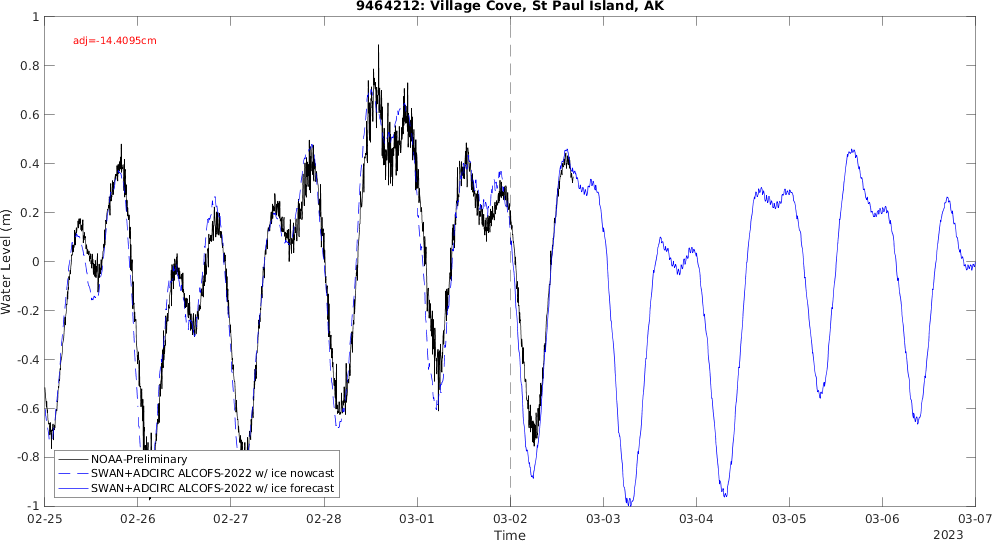 9464212: Village Cove, St Paul Island, AK
adj=-14.4095cm
Water Level (m)
1
0.8
0.6
0.4
0.2
0
-0.2
-0.4
-0.6
-0.8
-1
NOAA-Preliminary
SWAN+ADCIRC ALCOFS-2022 w/ ice nowcast
SWAN+ADCIRC ALCOFS-2022 w/ ice forecast
02-25 02-26 02-27 02-28 03-01 03-02 03-03 03-04 03-05 03-06 03-07
Time
2023